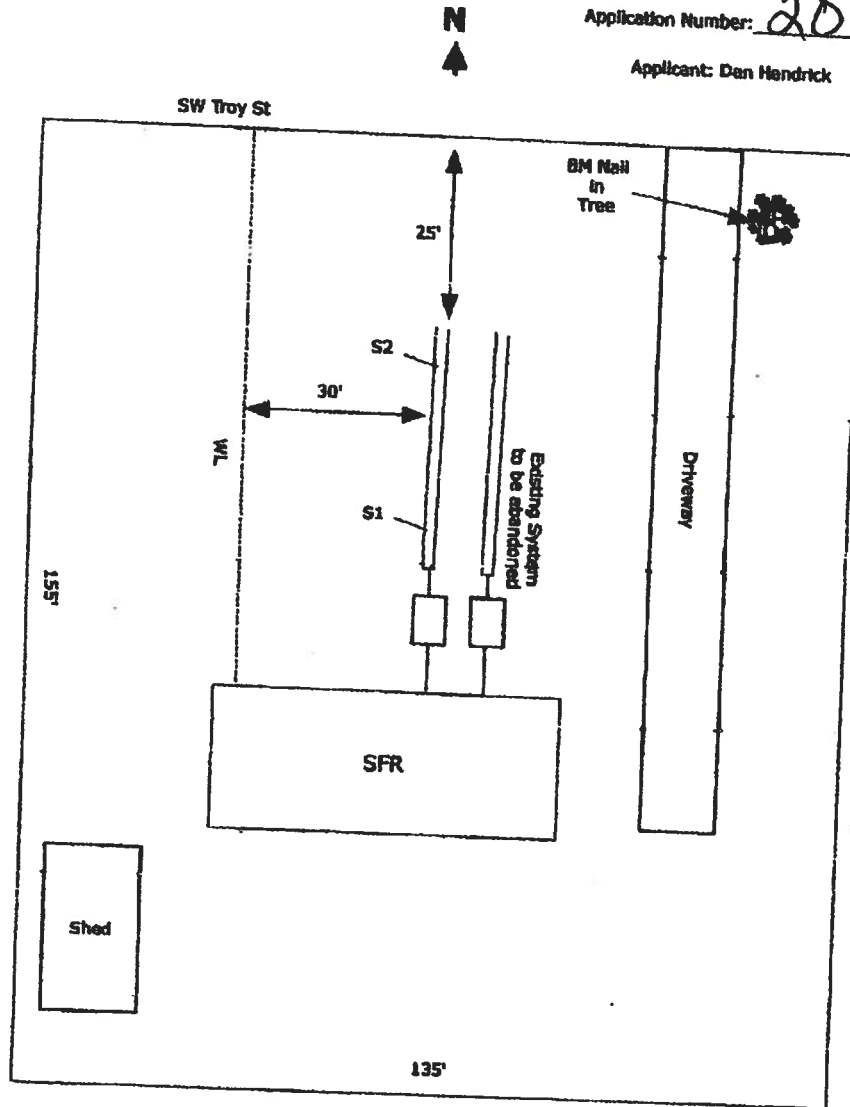 N
Application Number: 20
Applicant: Dan Hendrick
SW Troy St
BM Nail
in
Tree
25'
S2
30'
WL
Existing System
to be abandoned
Driveway
S1
155'
SFR
Shed
135'